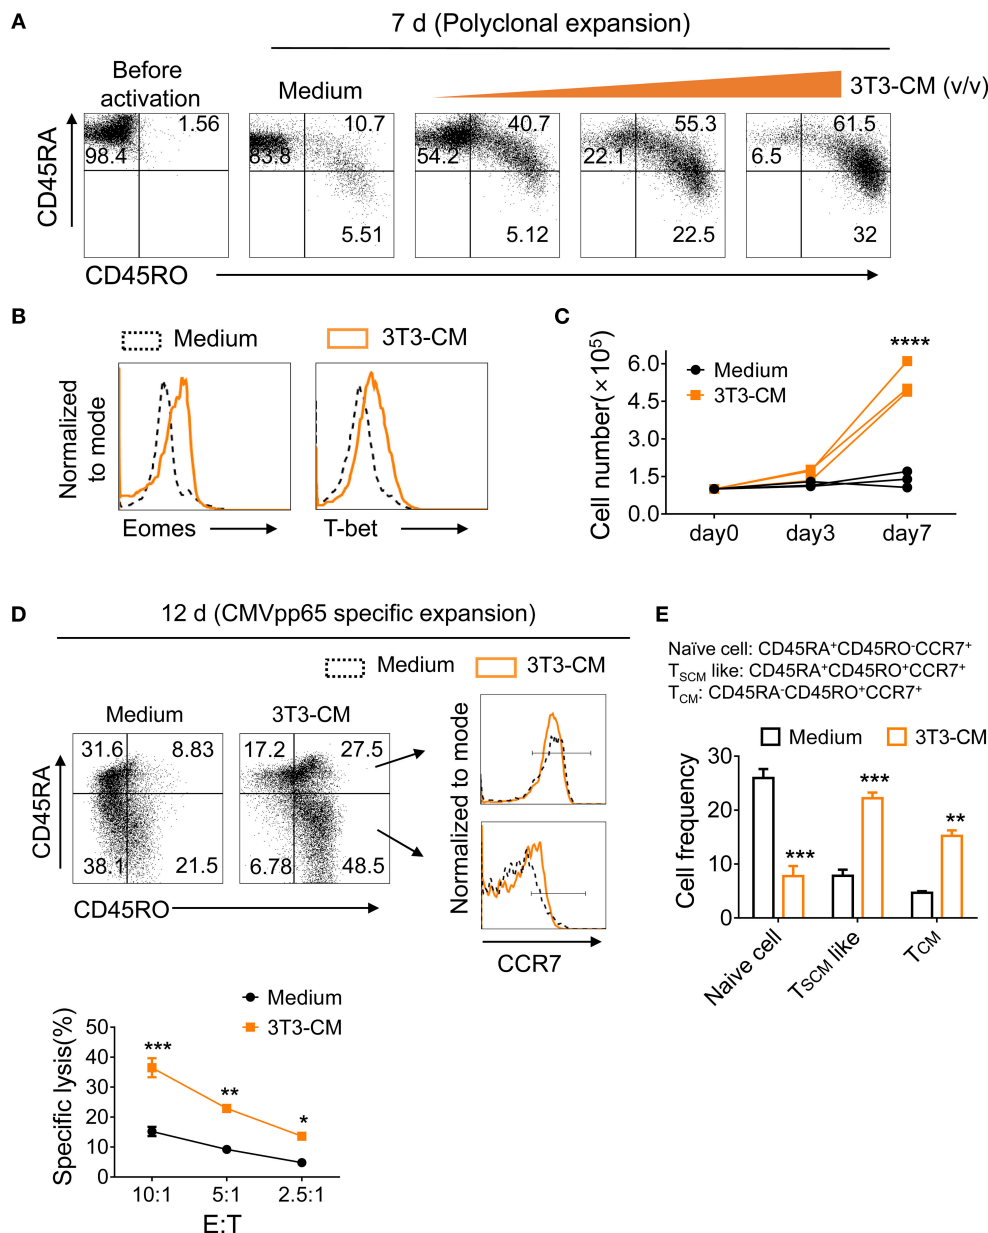 A
7 d (Polyclonal expansion)
Before
activation
Medium
3T3-CM (v/v)
CD45RA
1.56
98.4
10.7
83.8
5.51
40.7
54.2
5.12
55.3
22.1
22.5
61.5
6.5
32
CD45RO
B
Medium
3T3-CM
Normalized
to mode
Eomes
T-bet
C
Cell number(×10⁵)
6.0
4.5
3.0
1.5
0.0
Medium
3T3-CM
****
day0
day3
day7
D
12 d (CMVpp65 specific expansion)
Medium
3T3-CM
Medium
3T3-CM
CD45RA
31.6
8.83
38.1
21.5
17.2
27.5
6.78
48.5
CD45RO
Normalized to mode
CCR7
E
Naïve cell: CD45RA⁺CD45RO⁻CCR7⁺
TSCM like: CD45RA⁺CD45RO⁺CCR7⁺
TCM: CD45RA⁻CD45RO⁺CCR7⁺
Medium
3T3-CM
Cell frequency
30
20
10
0
***
***
**
Naive cell
TSCM like
TCM
Medium
3T3-CM
Specific lysis(%)
50
40
30
20
10
0
***
**
*
10:1
5:1
2.5:1
E:T